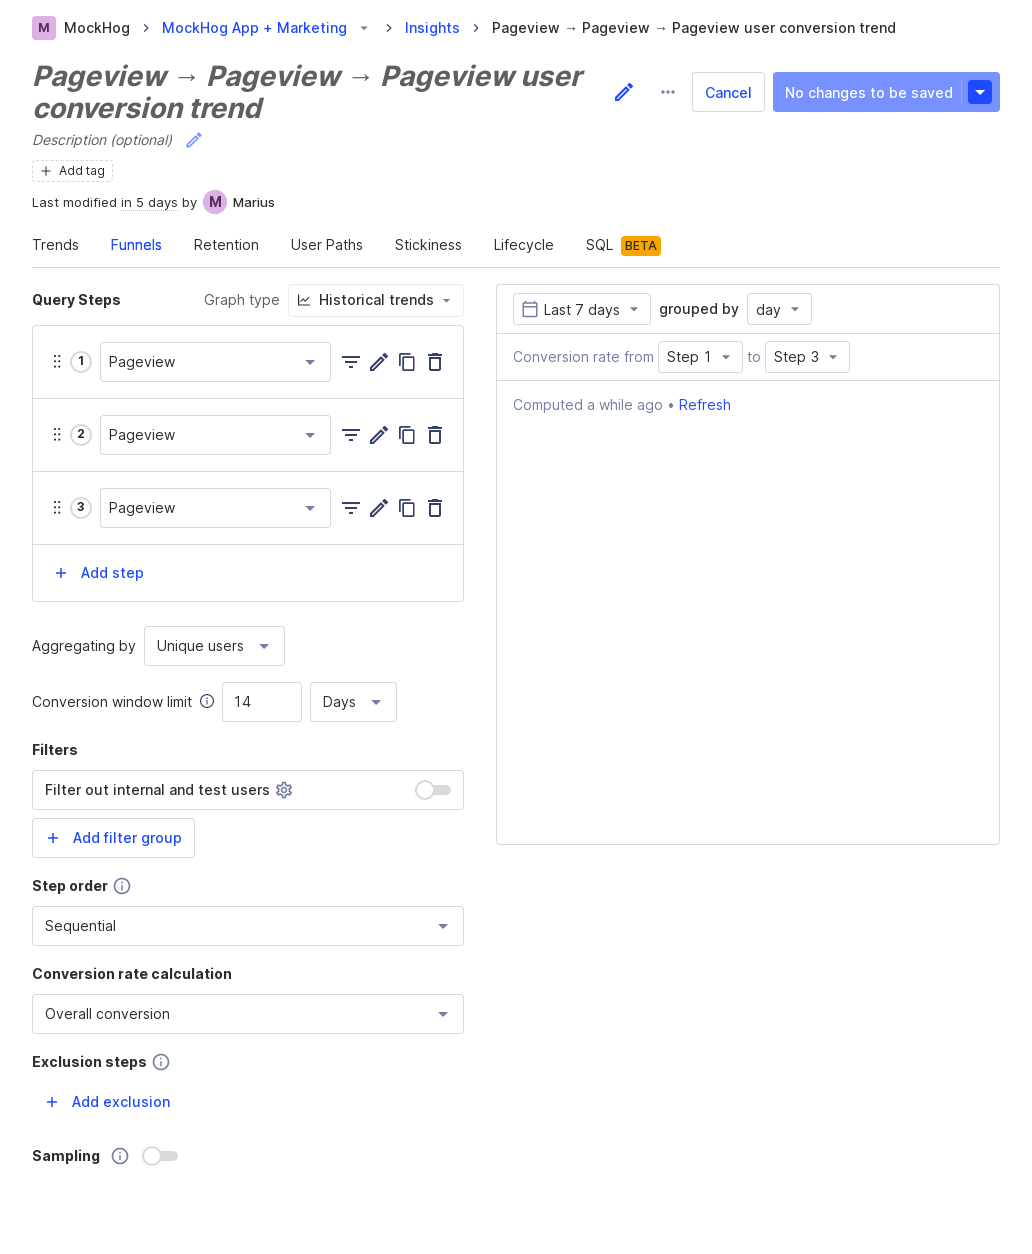 M MockHog > MockHog App + Marketing > Insights > Pageview → Pageview → Pageview user conversion trend
Pageview → Pageview → Pageview user
conversion trend
Cancel
No changes to be saved
Description (optional)
+ Add tag
Last modified in 5 days by M Marius
Trends Funnels Retention User Paths Stickiness Lifecycle SQL BETA
Query Steps Graph type Historical trends
1 Pageview
2 Pageview
3 Pageview
+ Add step
Aggregating by Unique users
Conversion window limit 14 Days
Filters
Filter out internal and test users
+ Add filter group
Step order
Sequential
Conversion rate calculation
Overall conversion
Exclusion steps
+ Add exclusion
Sampling
Last 7 days grouped by day
Conversion rate from Step 1 to Step 3
Computed a while ago • Refresh